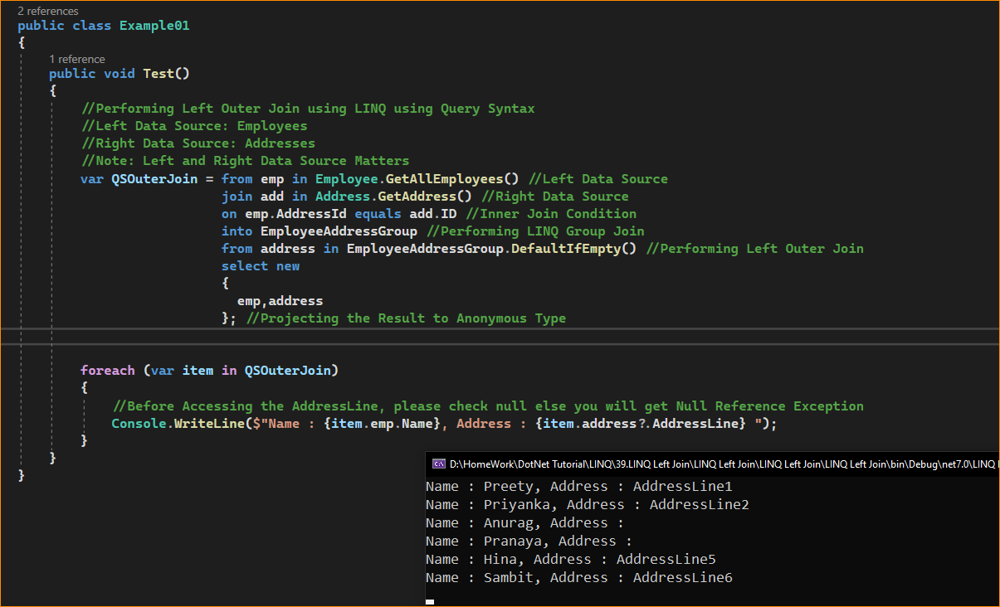 2 references
public class Example01
{
1 reference
public void Test()
{
//Performing Left Outer Join using LINQ using Query Syntax
//Left Data Source: Employees
//Right Data Source: Addresses
//Note: Left and Right Data Source Matters
var QSOuterJoin = from emp in Employee.GetAllEmployees() //Left Data Source
join add in Address.GetAddress() //Right Data Source
on emp.AddressId equals add.ID //Inner Join Condition
into EmployeeAddressGroup //Performing LINQ Group Join
from address in EmployeeAddressGroup.DefaultIfEmpty() //Performing Left Outer Join
select new
{
emp,address
}; //Projecting the Result to Anonymous Type
foreach (var item in QSOuterJoin)
{
//Before Accessing the AddressLine, please check null else you will get Null Reference Exception
Console.WriteLine($"Name : {item.emp.Name}, Address : {item.address?.AddressLine} ");
}
}
}
D:\HomeWork\DotNet Tutorial\LINQ\39.LINQ Left Join\LINQ Left Join\LINQ Left Join\LINQ Left Join\bin\Debug\net7.0\LINQ
Name : Preety, Address : AddressLine1
Name : Priyanka, Address : AddressLine2
Name : Anurag, Address :
Name : Pranaya, Address :
Name : Hina, Address : AddressLine5
Name : Sambit, Address : AddressLine6